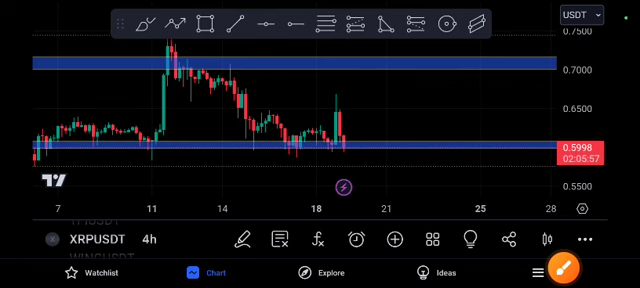 USDT
0.7500
0.7000
0.6500
0.5998
02:05:57
0.5500
7 11 14 18 21 25 28
XRPUSDT 4h
Watchlist Chart Explore Ideas